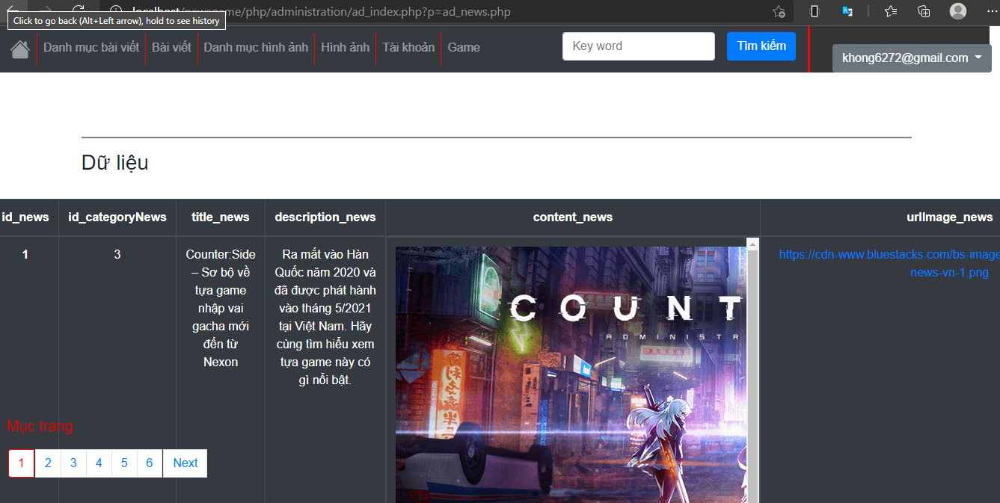 localhost/newsgame/php/administration/ad_index.php?p=ad_news.php
Click to go back (Alt+Left arrow), hold to see history
Danh mục bài viết Bài viết Danh mục hình ảnh Hình ảnh Tài khoản Game Key word Tìm kiếm khong6272@gmail.com
Dữ liệu
id_news id_categoryNews title_news description_news content_news urlImage_news
1 3
Counter:Side
– Sơ bộ về
tựa game
nhập vai
gacha mới
đến từ
Nexon
Ra mắt vào Hàn
Quốc năm 2020 và
đã được phát hành
vào tháng 5/2021
tại Việt Nam. Hãy
cùng tìm hiểu xem
tựa game này có
gì nổi bật.
COUNT
ADMINISTR
https://cdn-www.bluestacks.com/bs-image
news-vn-1.png
Mục trang
1 2 3 4 5 6 Next